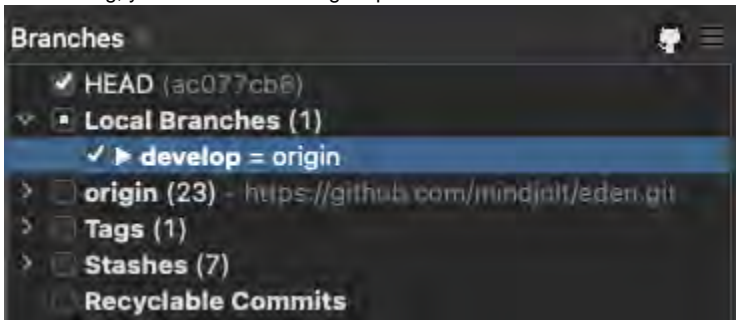 Branches
HEAD (ac077cb6)
Local Branches (1)
develop = origin
origin (23) - https://github.com/mindjolt/eden.git
Tags (1)
Stashes (7)
Recyclable Commits